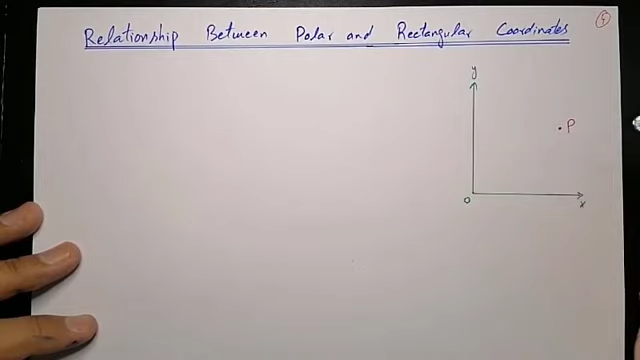 Relationship Between Polar and Rectangular Coordinates
y
P
O
x